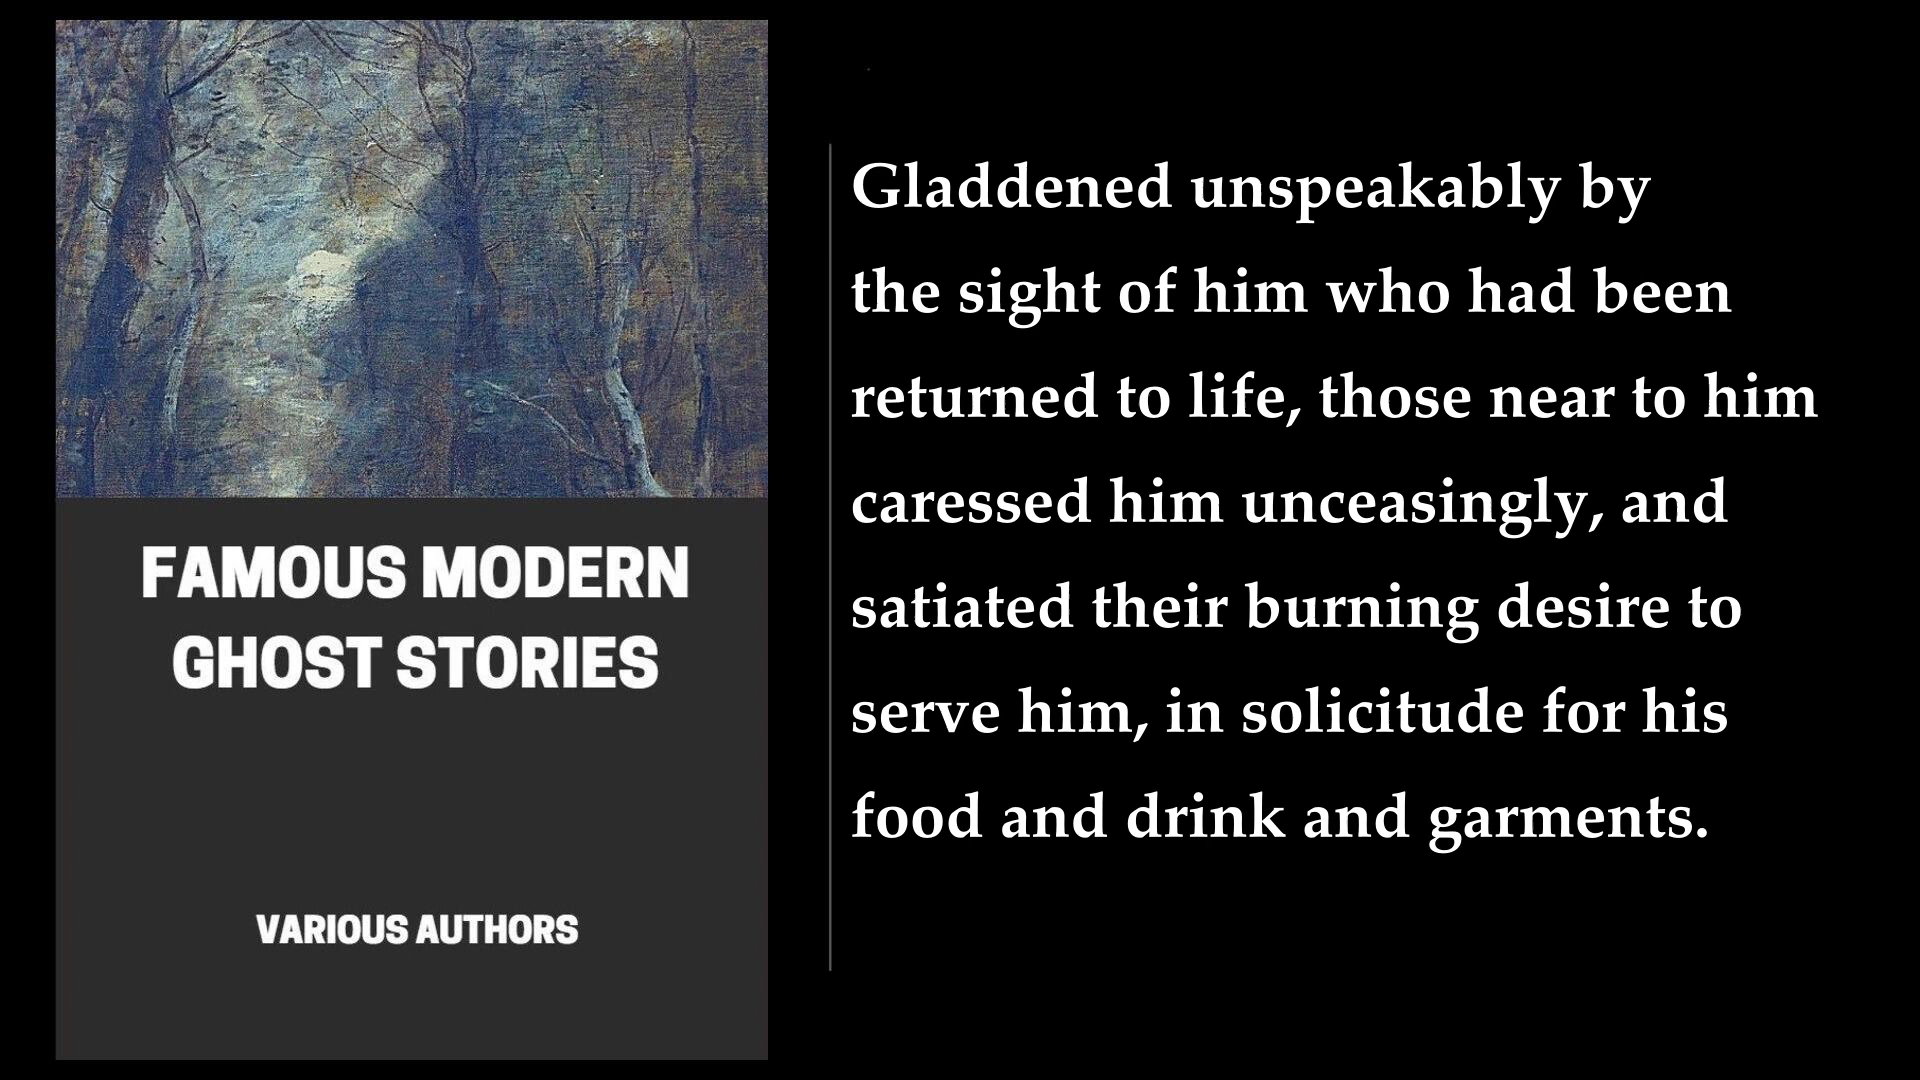 FAMOUS MODERN
GHOST STORIES
VARIOUS AUTHORS
Gladdened unspeakably by
the sight of him who had been
returned to life, those near to him
caressed him unceasingly, and
satiated their burning desire to
serve him, in solicitude for his
food and drink and garments.